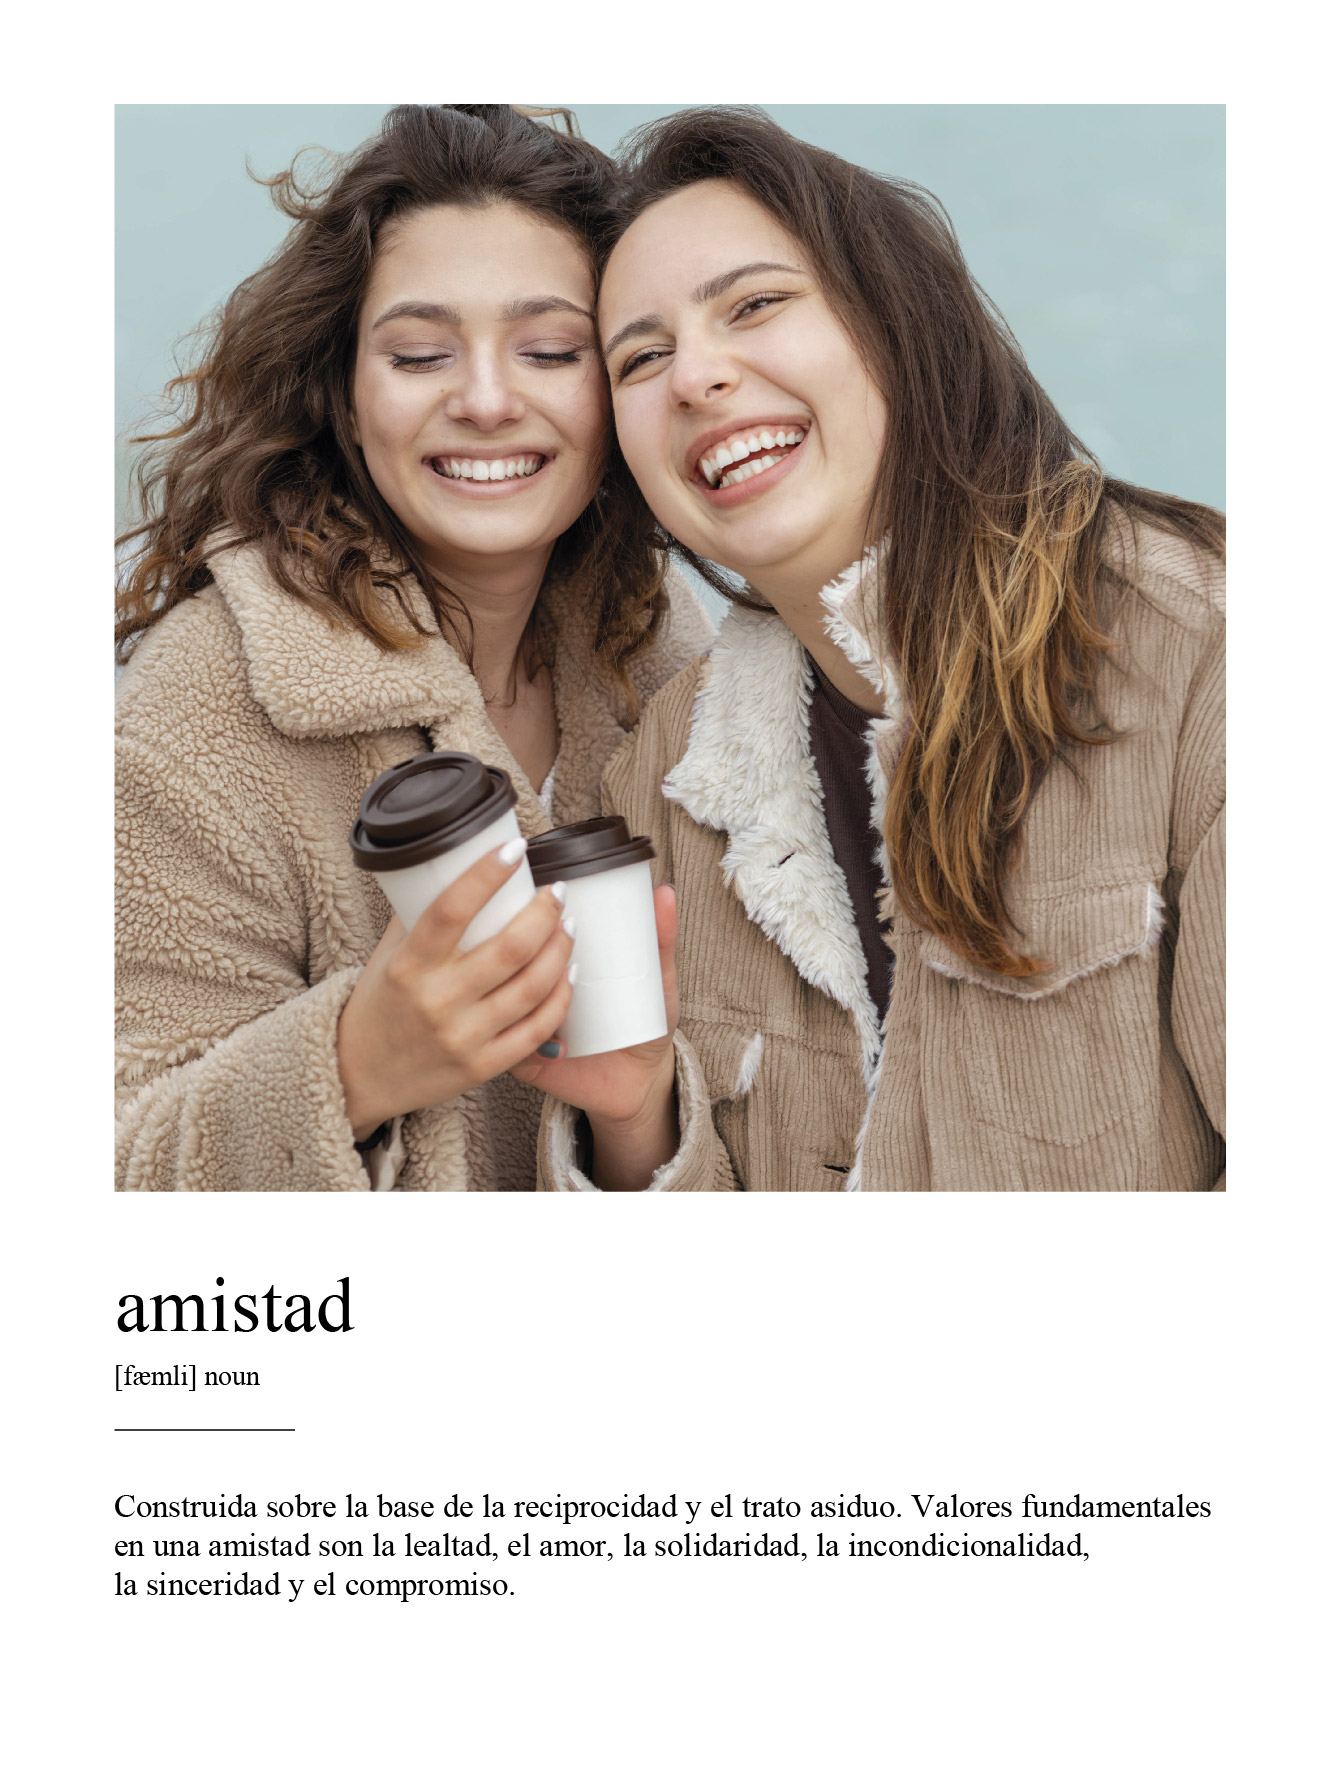 amistad
[fæmli] noun
Construida sobre la base de la reciprocidad y el trato asiduo. Valores fundamentales
en una amistad son la lealtad, el amor, la solidaridad, la incondicionalidad,
la sinceridad y el compromiso.